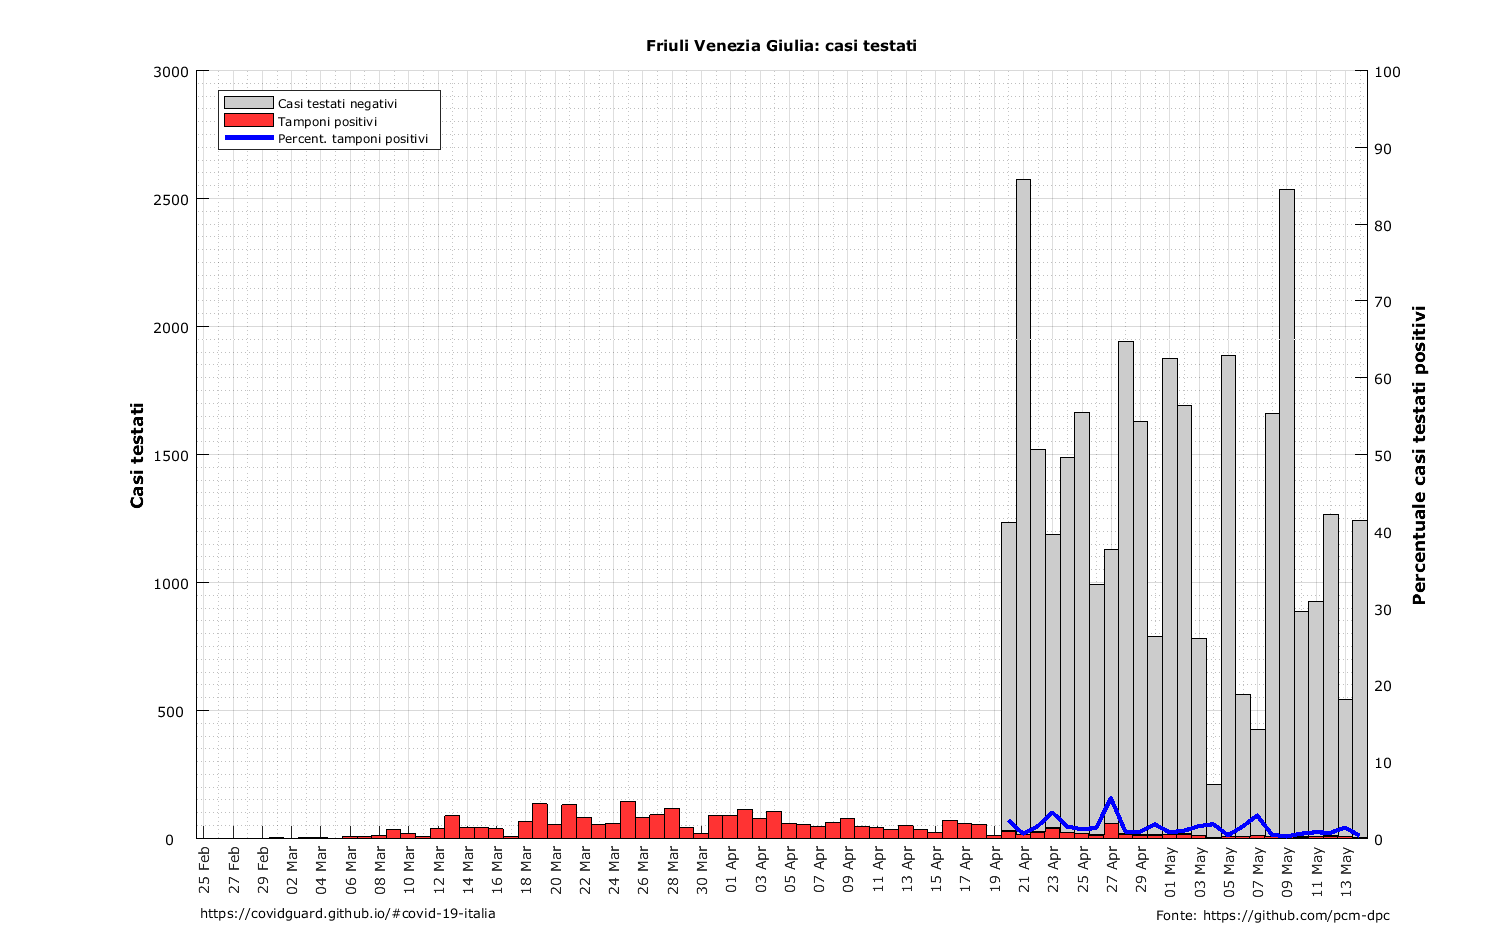 Friuli Venezia Giulia: casi testati
Casi testati negativi
Tamponi positivi
Percent. tamponi positivi
Casi testati
3000
2500
2000
1500
1000
500
0
100
90
80
70
60
50
40
30
20
10
0
Percentuale casi testati positivi
25 Feb
27 Feb
29 Feb
02 Mar
04 Mar
06 Mar
08 Mar
10 Mar
12 Mar
14 Mar
16 Mar
18 Mar
20 Mar
22 Mar
24 Mar
26 Mar
28 Mar
30 Mar
01 Apr
03 Apr
05 Apr
07 Apr
09 Apr
11 Apr
13 Apr
15 Apr
17 Apr
19 Apr
21 Apr
23 Apr
25 Apr
27 Apr
29 Apr
01 May
03 May
05 May
07 May
09 May
11 May
13 May
https://covidguard.github.io/#covid-19-italia
Fonte: https://github.com/pcm-dpc